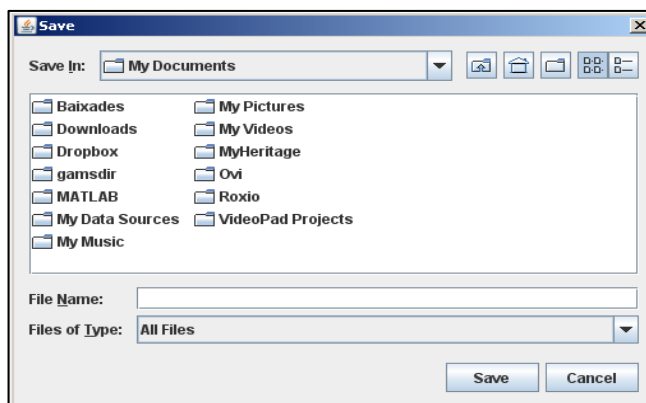 Save
Save In: My Documents
Baixades My Pictures
Downloads My Videos
Dropbox MyHeritage
gamsdir Ovi
MATLAB Roxio
My Data Sources VideoPad Projects
My Music
File Name:
Files of Type: All Files
Save Cancel